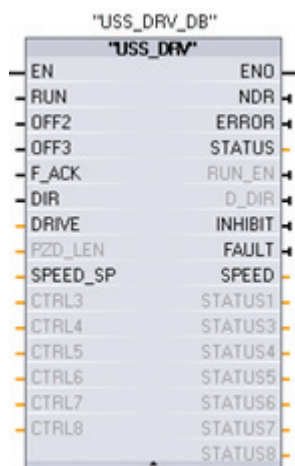 "USS_DRV_DB"
"USS_DRV"
EN ENO
RUN NDR
OFF2 ERROR
OFF3 STATUS
F_ACK RUN_EN
DIR D_DIR
DRIVE INHIBIT
PZD_LEN FAULT
SPEED_SP SPEED
CTRL3 STATUS1
CTRL4 STATUS3
CTRL5 STATUS4
CTRL6 STATUS5
CTRL7 STATUS6
CTRL8 STATUS7
STATUS8